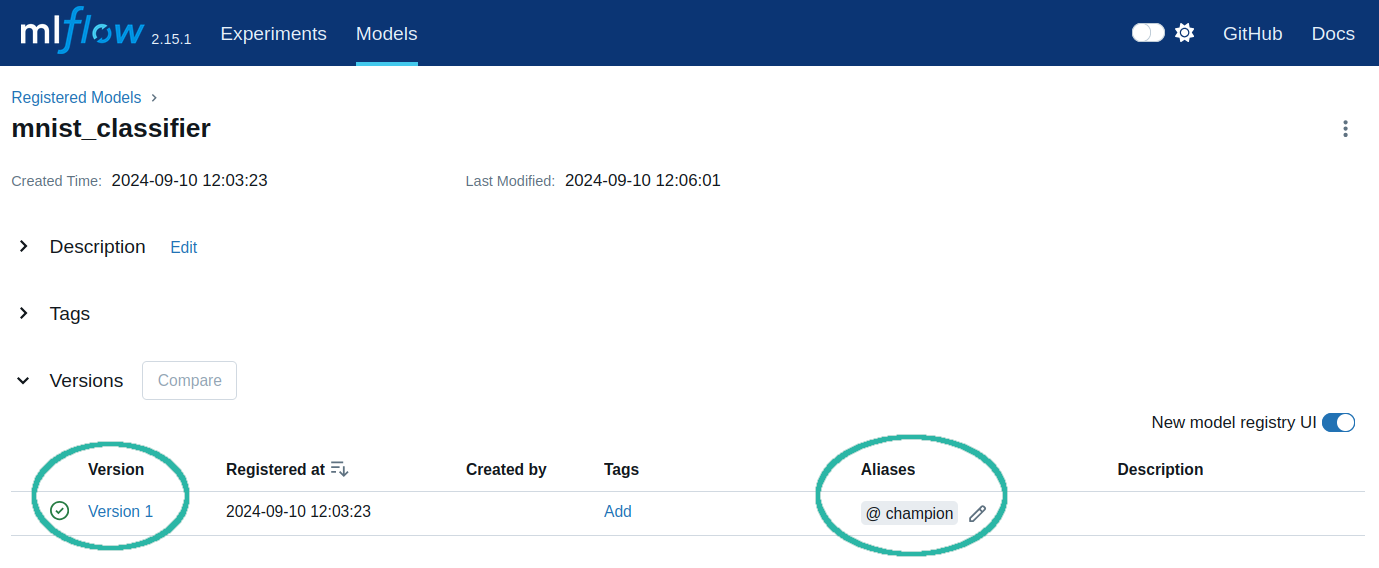 mlflow 2.15.1 Experiments Models GitHub Docs
Registered Models
mnist_classifier
Created Time: 2024-09-10 12:03:23 Last Modified: 2024-09-10 12:06:01
Description Edit
Tags
Versions Compare
New model registry UI
Version Registered at Created by Tags Aliases Description
Version 1 2024-09-10 12:03:23 Add @ champion